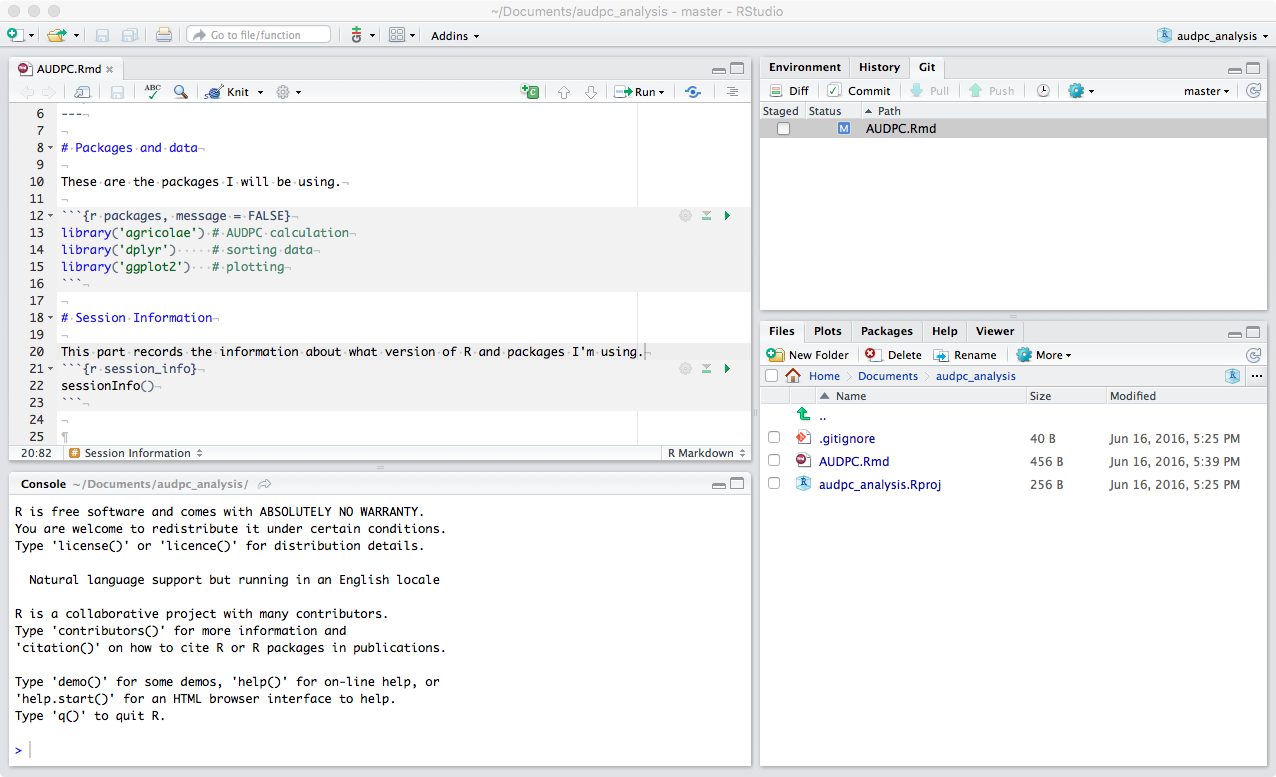 ~/Documents/audpc_analysis - master - RStudio
Go to file/function
Addins
audpc_analysis
AUDPC.Rmd
ABC
Knit
Run
6 ---
7
8 # Packages and data
9
10 These are the packages I will be using.
11
12 ```{r packages, message = FALSE}
13 library('agricolae') # AUDPC calculation
14 library('dplyr')     # sorting data
15 library('ggplot2')   # plotting
16 ```
17
18 # Session Information
19
20 This part records the information about what version of R and packages I'm using.
21 ```{r session_info}
22 sessionInfo()
23 ```
24
25
20:82 # Session Information R Markdown
Console ~/Documents/audpc_analysis/
R is free software and comes with ABSOLUTELY NO WARRANTY.
You are welcome to redistribute it under certain conditions.
Type 'license()' or 'licence()' for distribution details.
Natural language support but running in an English locale
R is a collaborative project with many contributors.
Type 'contributors()' for more information and
'citation()' on how to cite R or R packages in publications.
Type 'demo()' for some demos, 'help()' for on-line help, or
'help.start()' for an HTML browser interface to help.
Type 'q()' to quit R.
>
Environment History Git
Diff Commit Pull Push master
Staged Status Path
M AUDPC.Rmd
Files Plots Packages Help Viewer
New Folder Delete Rename More
Home Documents audpc_analysis
Name Size Modified
..
.gitignore 40 B Jun 16, 2016, 5:25 PM
AUDPC.Rmd 456 B Jun 16, 2016, 5:39 PM
audpc_analysis.Rproj 256 B Jun 16, 2016, 5:25 PM